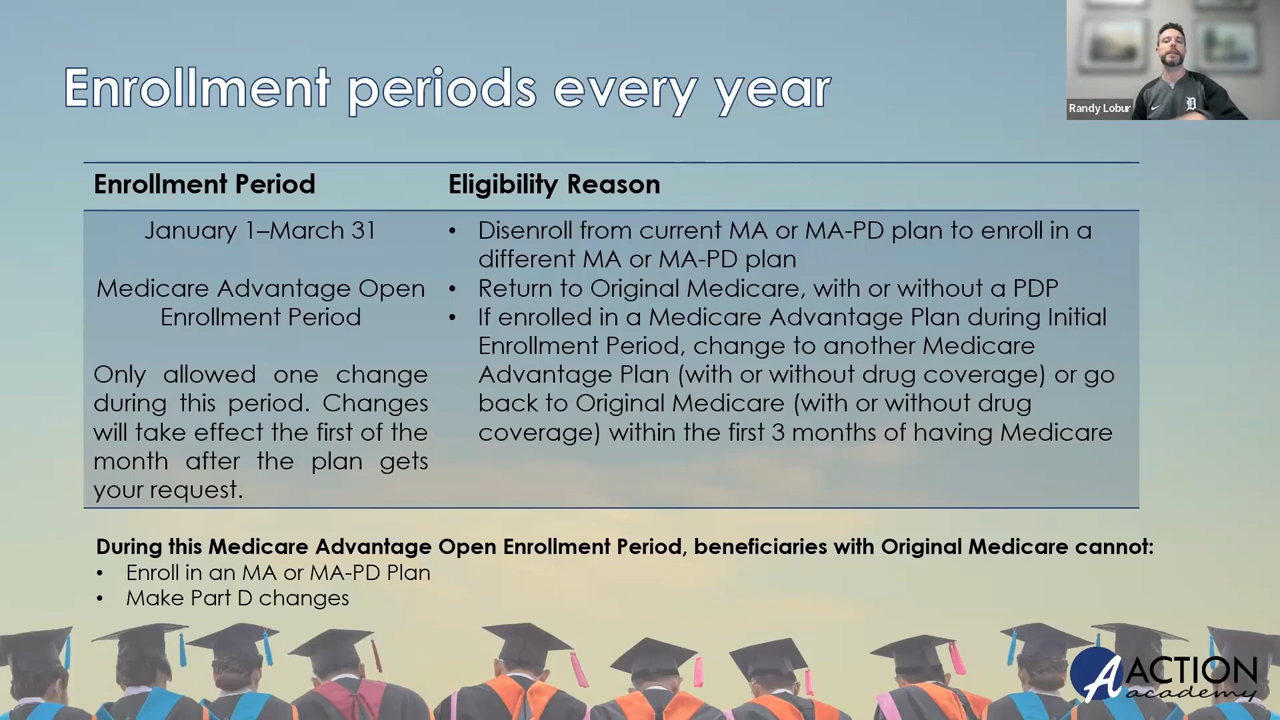 Enrollment periods every year
Randy Lobur
Enrollment Period
Eligibility Reason
January 1–March 31
Medicare Advantage Open
Enrollment Period
Only allowed one change
during this period. Changes
will take effect the first of the
month after the plan gets
your request.
• Disenroll from current MA or MA-PD plan to enroll in a
different MA or MA-PD plan
• Return to Original Medicare, with or without a PDP
• If enrolled in a Medicare Advantage Plan during Initial
Enrollment Period, change to another Medicare
Advantage Plan (with or without drug coverage) or go
back to Original Medicare (with or without drug
coverage) within the first 3 months of having Medicare
During this Medicare Advantage Open Enrollment Period, beneficiaries with Original Medicare cannot:
• Enroll in an MA or MA-PD Plan
• Make Part D changes
A ACTION
academy
D